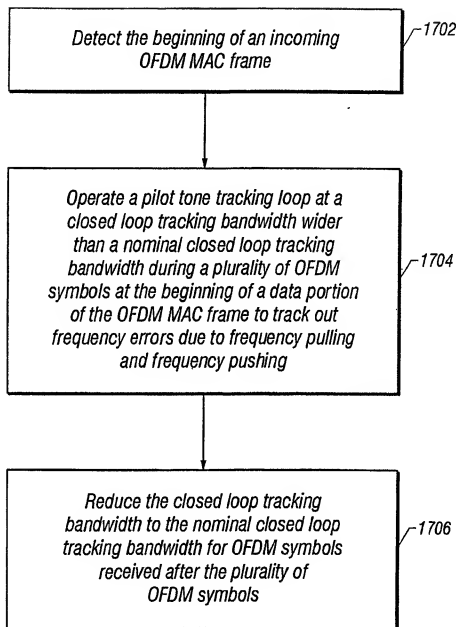 Detect the beginning of an incoming
OFDM MAC frame
1702
Operate a pilot tone tracking loop at a
closed loop tracking bandwidth wider
than a nominal closed loop tracking
bandwidth during a plurality of OFDM
symbols at the beginning of a data portion
of the OFDM MAC frame to track out
frequency errors due to frequency pulling
and frequency pushing
1704
Reduce the closed loop tracking
bandwidth to the nominal closed loop
tracking bandwidth for OFDM symbols
received after the plurality of
OFDM symbols
1706